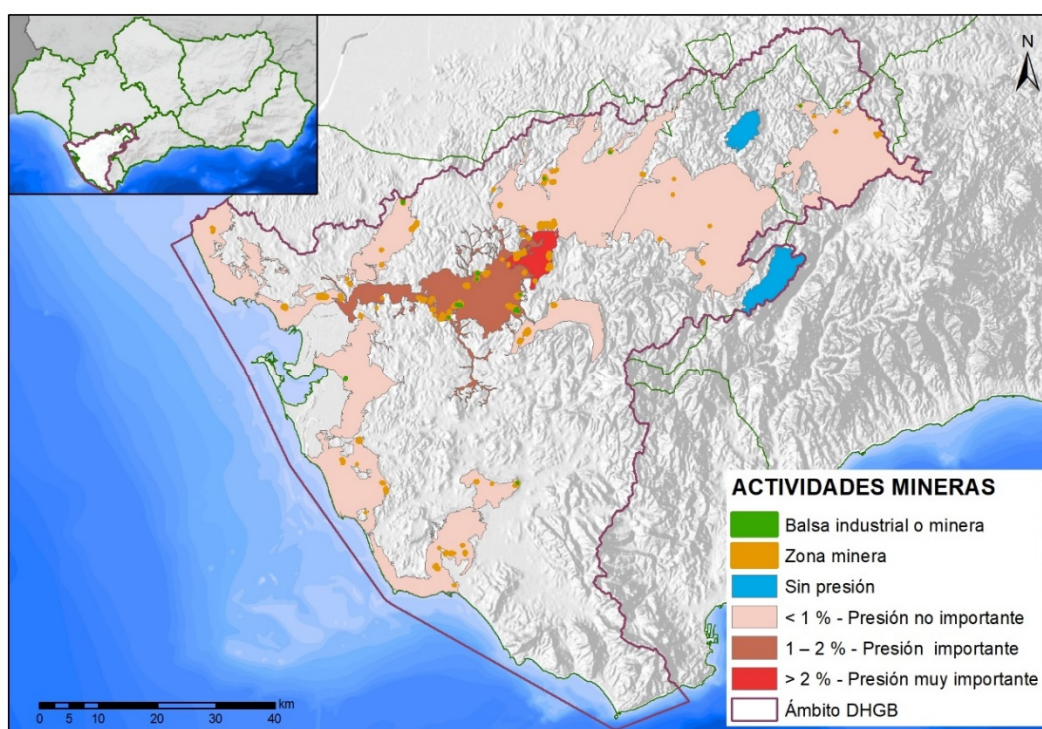 N
ACTIVIDADES MINERAS
Balsa industrial o minera
Zona minera
Sin presión
< 1 % - Presión no importante
1 – 2 % - Presión importante
> 2 % - Presión muy importante
Ámbito DHGB
km
0 5 10 20 30 40